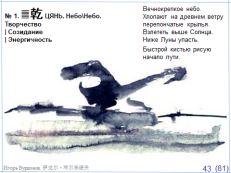 № 1. ䷀乾 ЦЯНЬ. Небо\Небо.
Творчество
| Созидание
| Энергичность
Вечнокрепкое небо.
Хлопают на древнем ветру
перепончатые крылья.
Взлететь выше Солнца.
Ниже Луны упасть.
Быстрой кистью рисую
начало пути.
Игорь Бурдонов
43 (81)